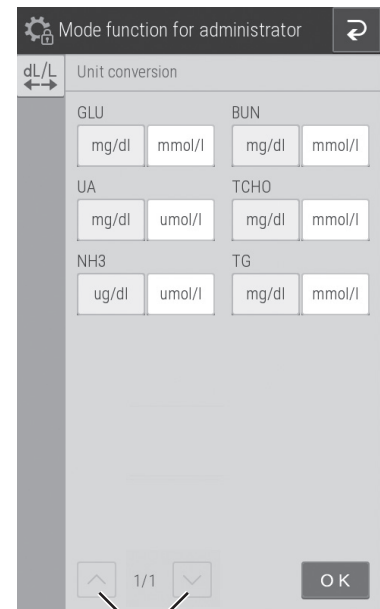 Mode function for administrator
dL/L
Unit conversion
GLU BUN
mg/dl mmol/l mg/dl mmol/l
UA TCHO
mg/dl umol/l mg/dl mmol/l
NH3 TG
ug/dl umol/l mg/dl mmol/l
1/1
OK